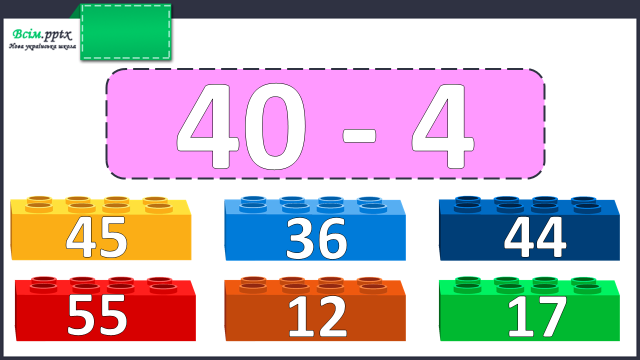 Всім.pptx
Нова українська школа
40 - 4
45 36 44
55 12 17